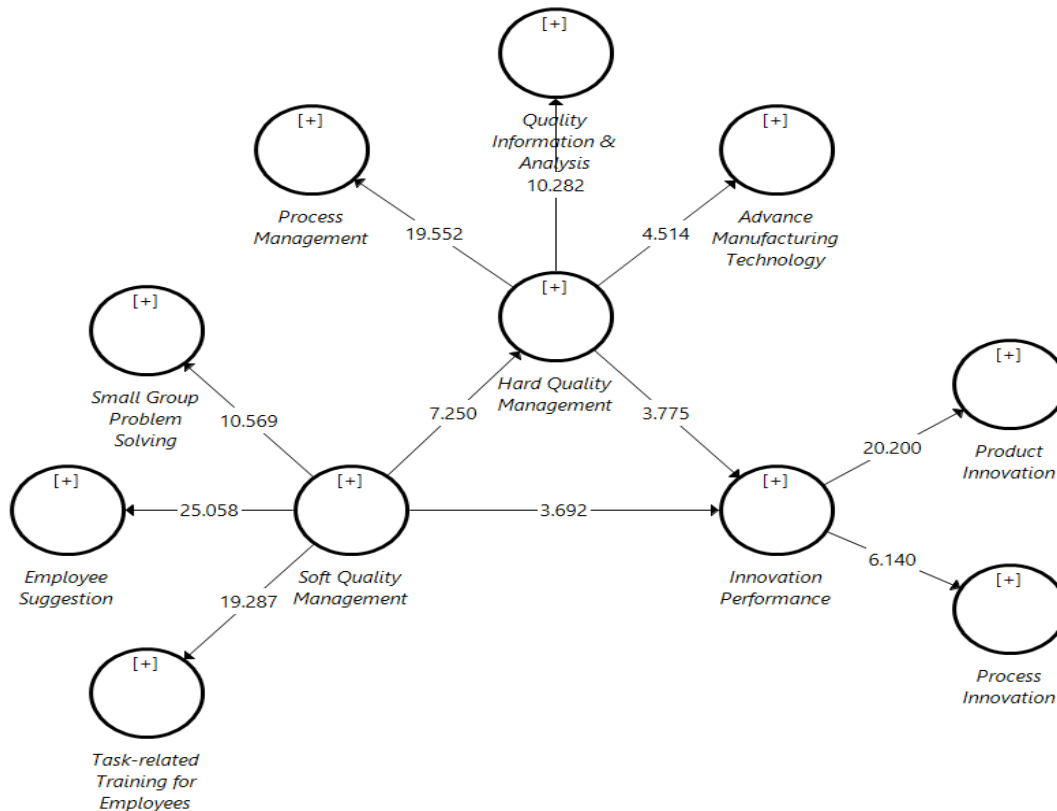 [+]
Quality
Information &
Analysis
10.282
[+]
Process
Management
19.552
[+]
Advance
Manufacturing
Technology
4.514
[+]
Hard Quality
Management
[+]
Small Group
Problem
Solving
10.569
7.250
3.775
[+]
Product
Innovation
20.200
[+]
Employee
Suggestion
25.058
[+]
Soft Quality
Management
3.692
[+]
Innovation
Performance
6.140
[+]
Process
Innovation
19.287
[+]
Task-related
Training for
Employees